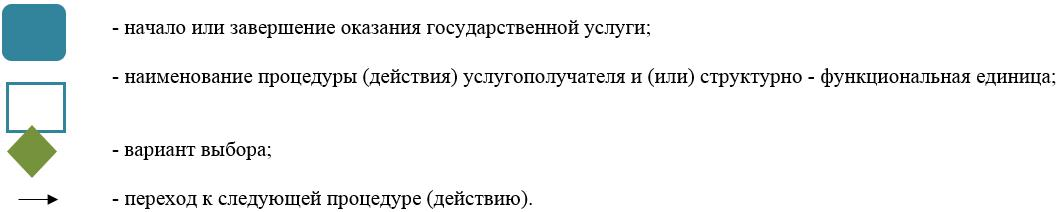 - начало или завершение оказания государственной услуги;
- наименование процедуры (действия) услугополучателя и (или) структурно - функциональная единица;
- вариант выбора;
- переход к следующей процедуре (действию).